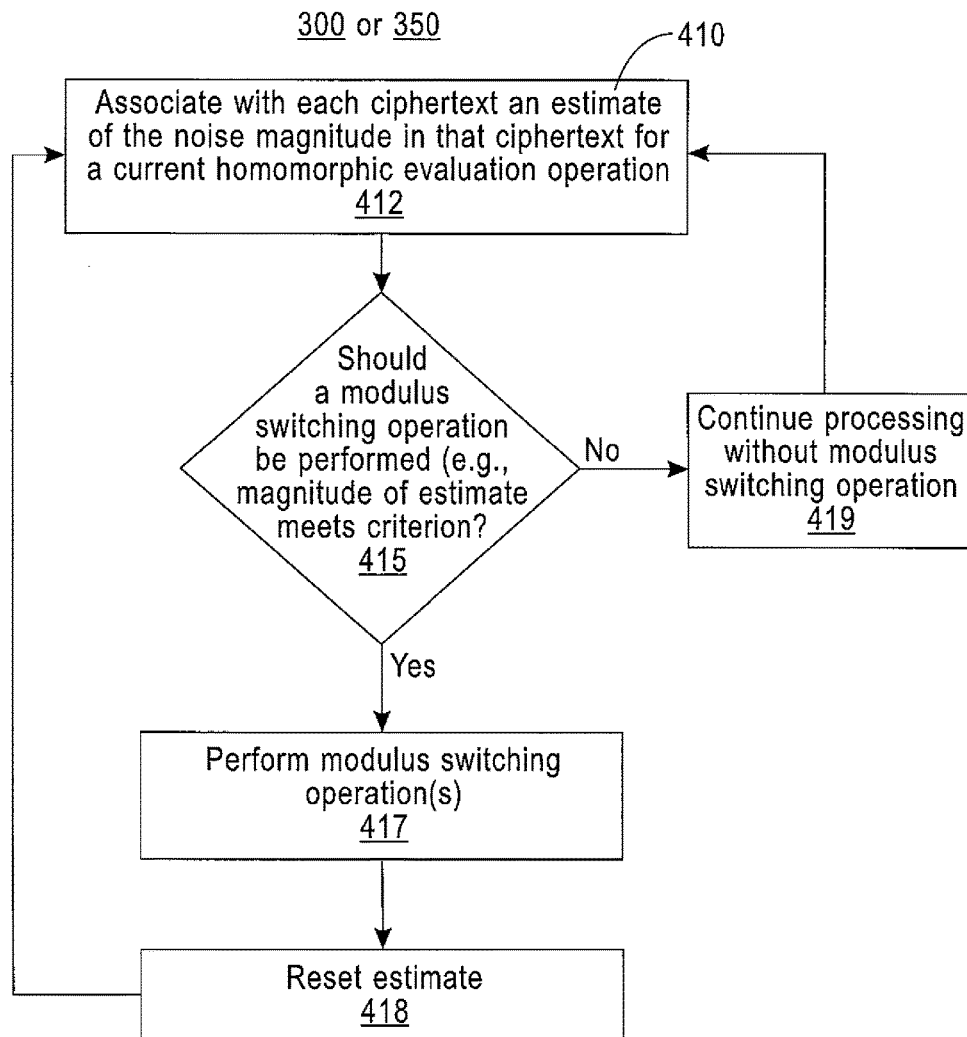 300 or 350
410
Associate with each ciphertext an estimate
of the noise magnitude in that ciphertext for
a current homomorphic evaluation operation
412
Should
a modulus
switching operation
be performed (e.g.,
magnitude of estimate
meets criterion?
415
No
Continue processing
without modulus
switching operation
419
Yes
Perform modulus switching
operation(s)
417
Reset estimate
418